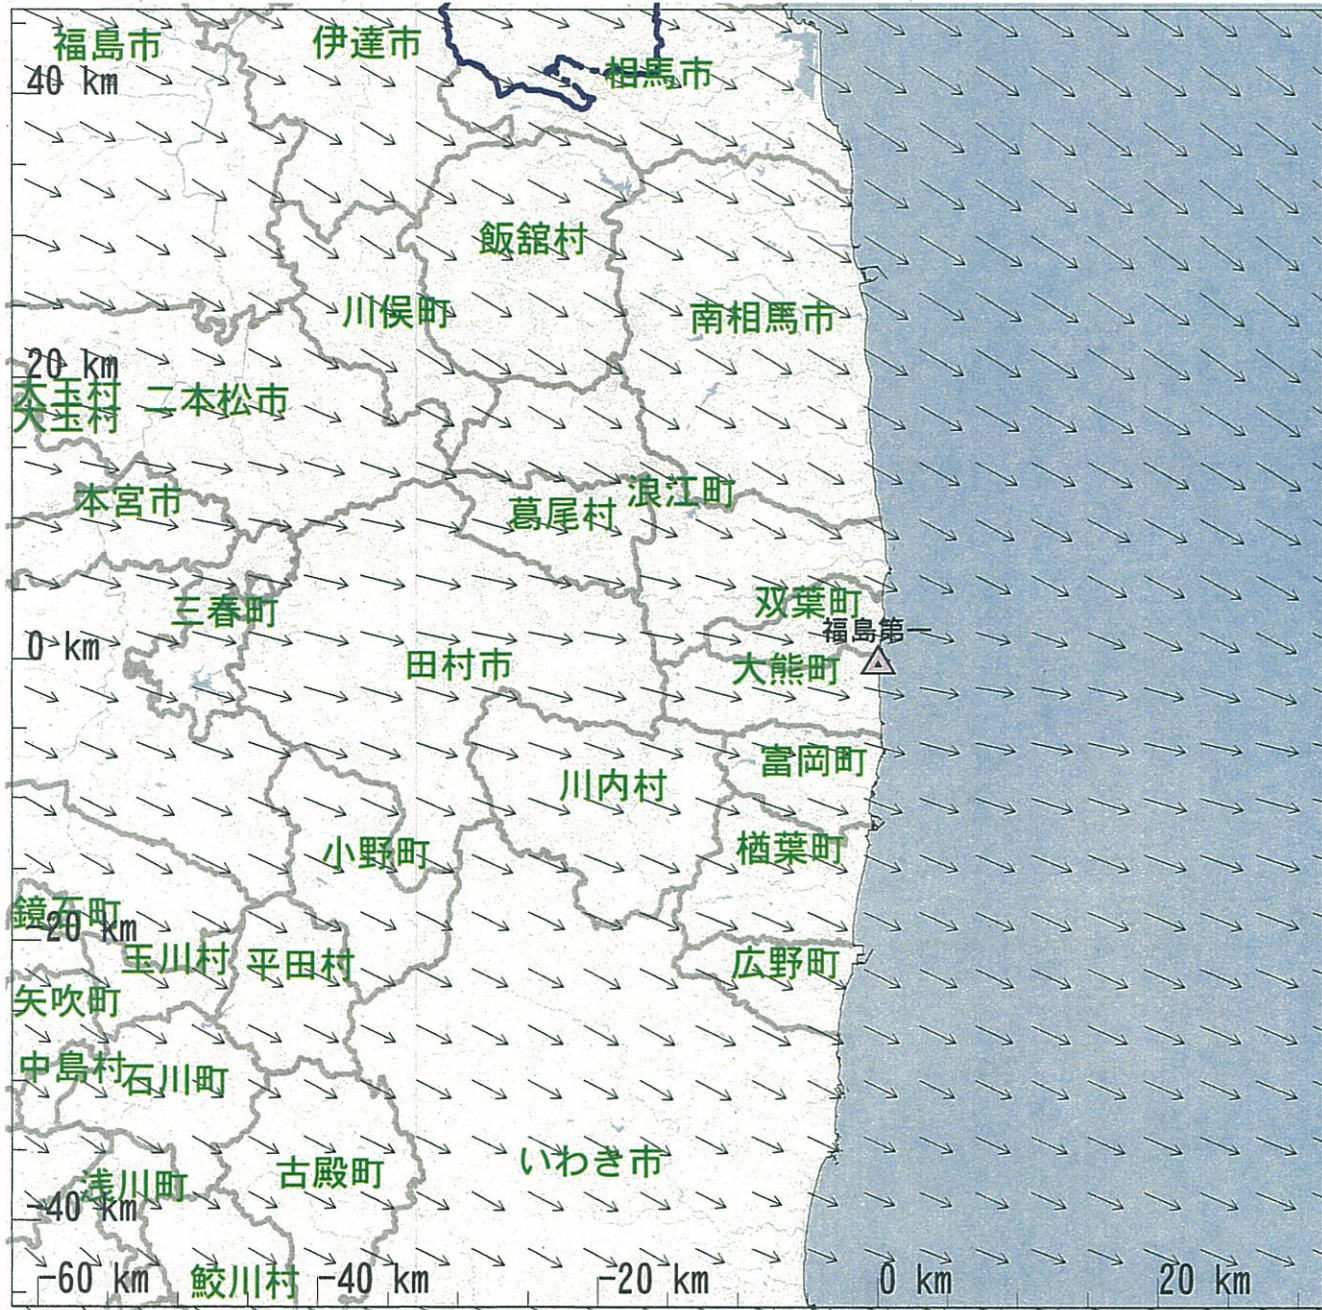 福島市
伊達市
相馬市
40 km
飯舘村
川俣町
南相馬市
20 km
大玉村
大玉村
二本松市
本宮市
葛尾村
浪江町
三春町
双葉町
福島第一
0 km
田村市
大熊町
富岡町
川内村
小野町
楢葉町
鏡石町
-20 km
玉川村
平田村
広野町
矢吹町
中島村
石川町
いわき市
古殿町
浅川町
-40 km
-60 km
鮫川村
-40 km
-20 km
0 km
20 km